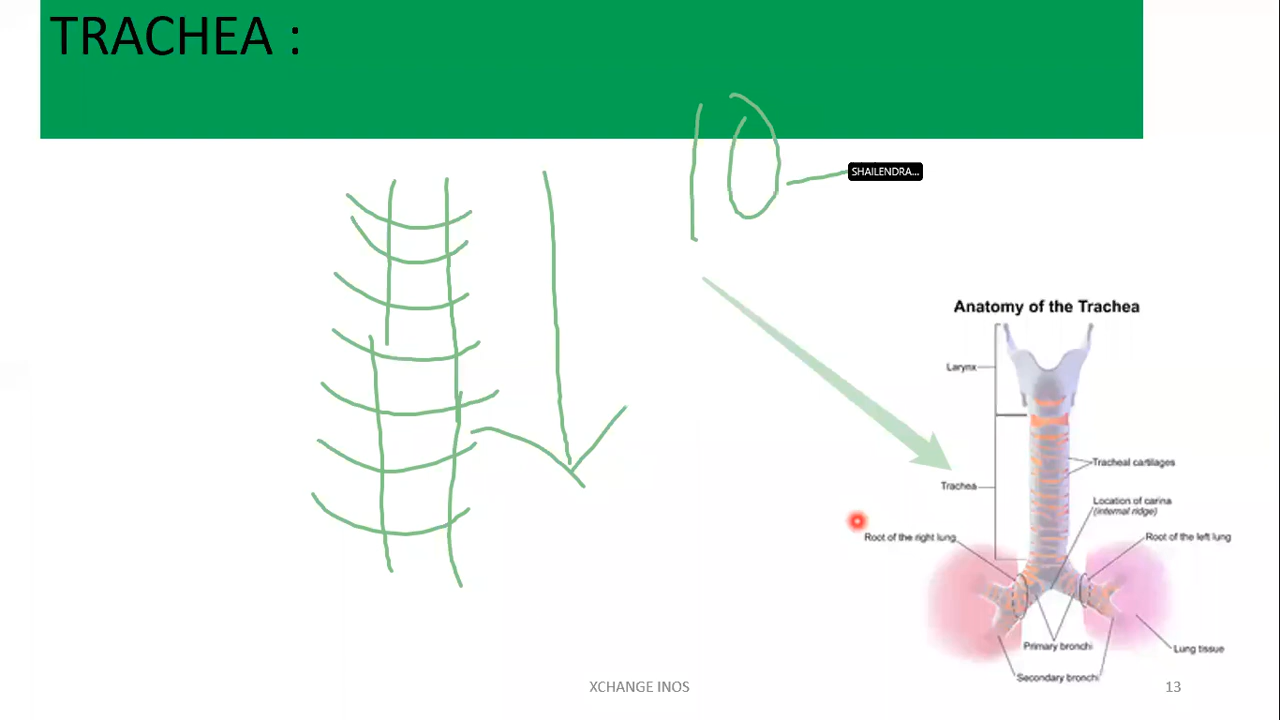 TRACHEA :
10
SHAILENDRA...
Anatomy of the Trachea
Larynx
Tracheal cartilages
Trachea
Location of carina
(internal ridge)
Root of the right lung
Root of the left lung
Primary bronchi
Lung tissue
Secondary bronchi
XCHANGE INOS
13